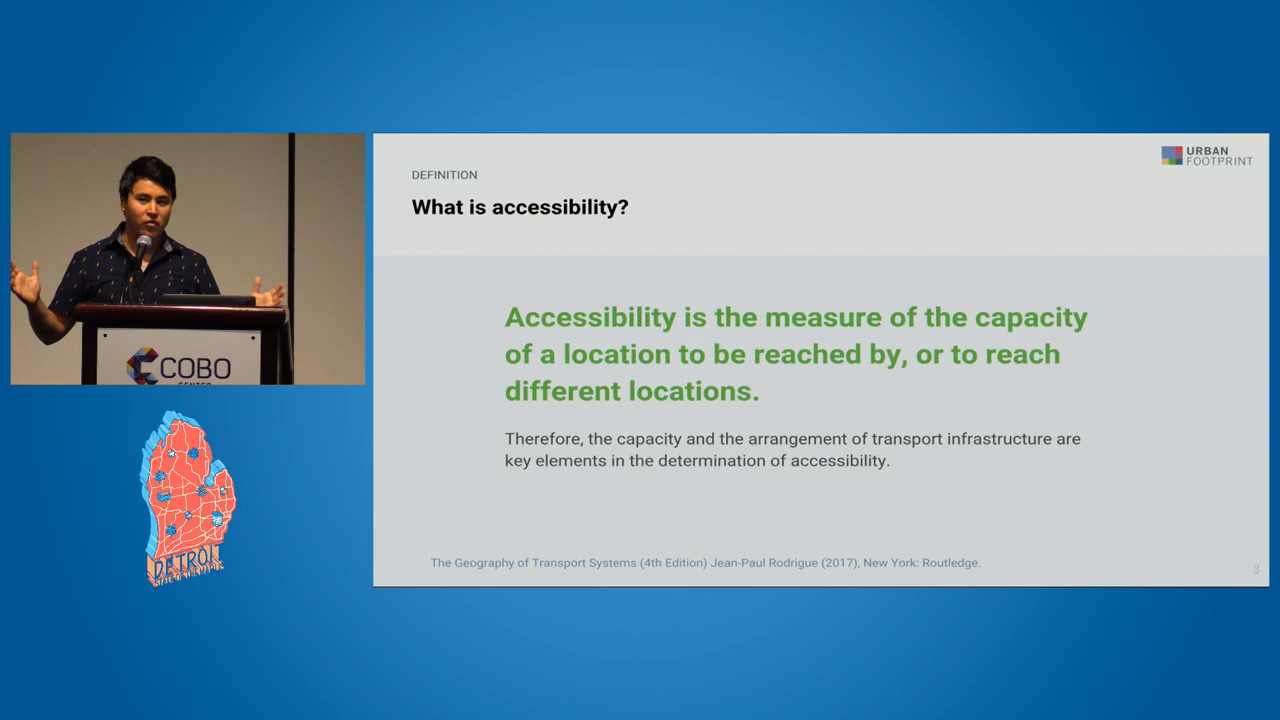 COBO
CENTER
DETROIT
URBAN
FOOTPRINT
DEFINITION
What is accessibility?
Accessibility is the measure of the capacity
of a location to be reached by, or to reach
different locations.
Therefore, the capacity and the arrangement of transport infrastructure are
key elements in the determination of accessibility.
The Geography of Transport Systems (4th Edition) Jean-Paul Rodrigue (2017), New York: Routledge.
3